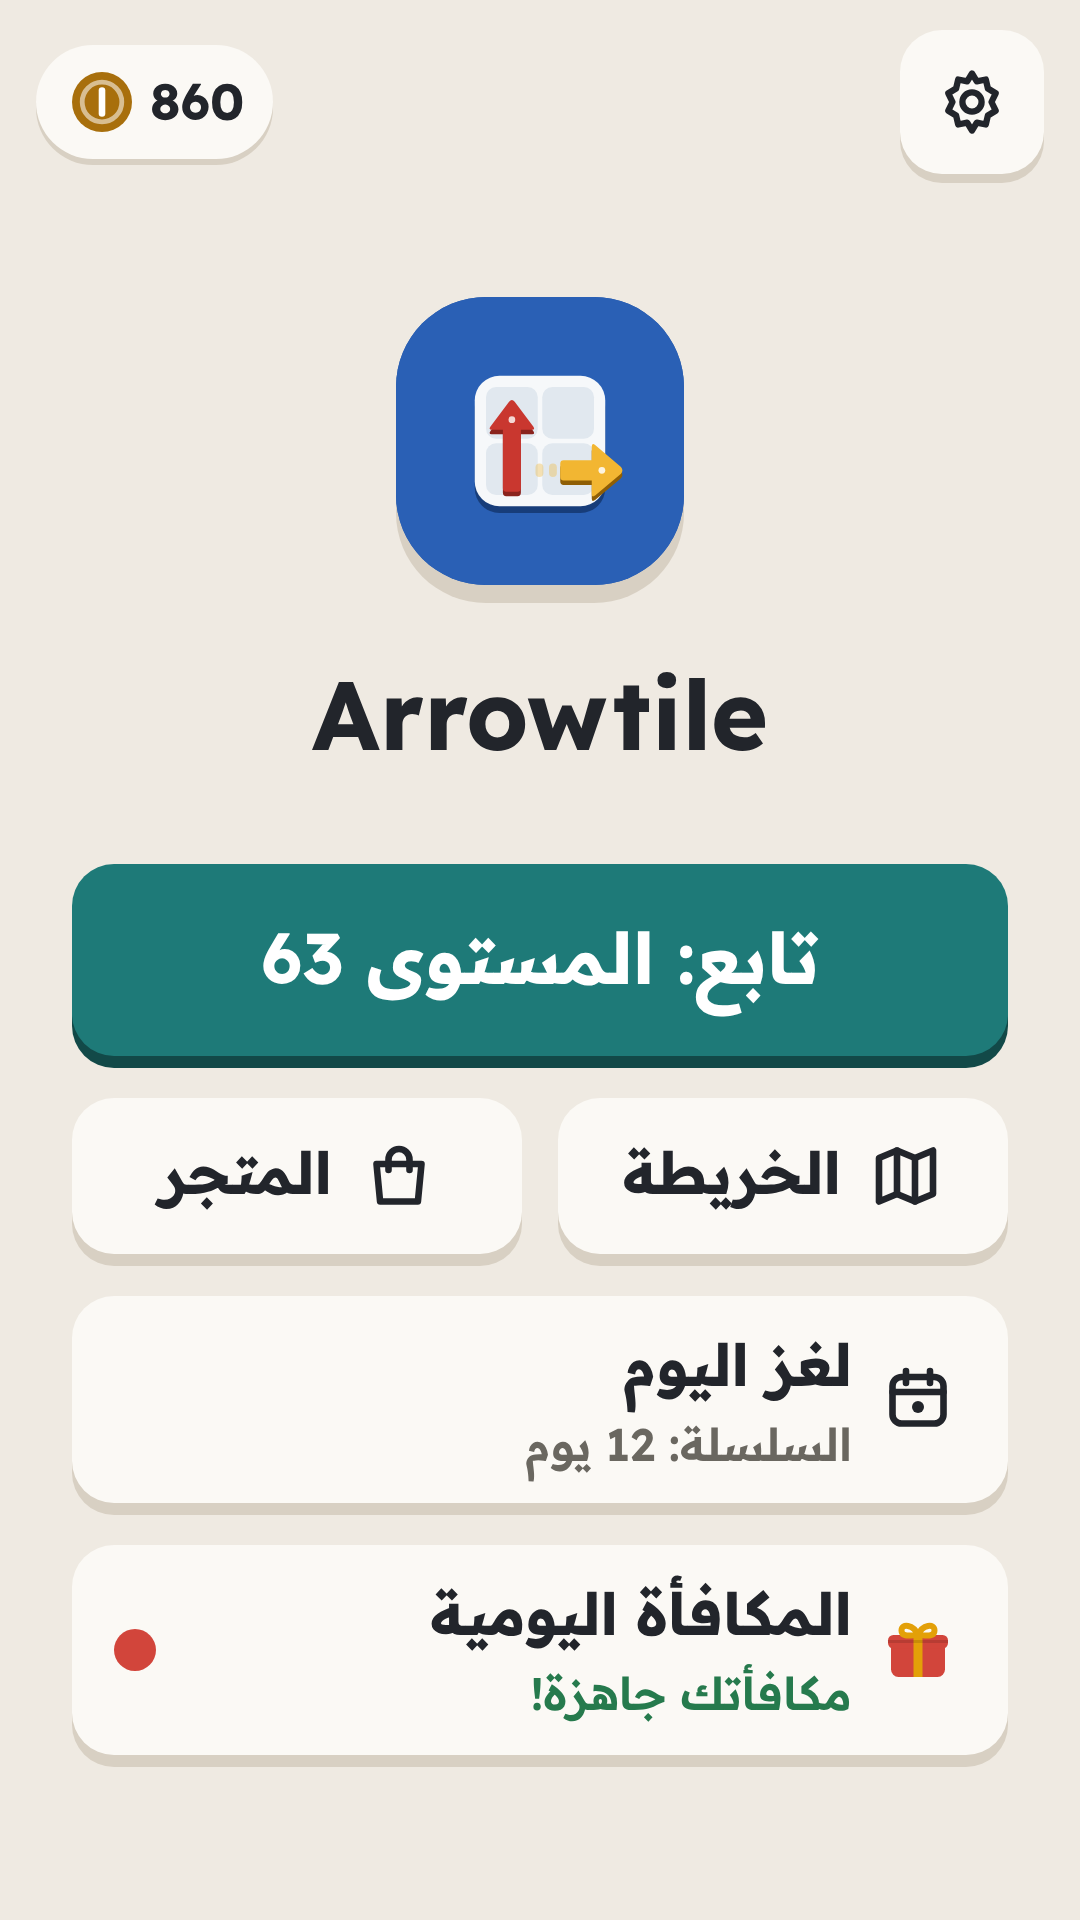 860
Arrowtile
تابع: المستوى 63
الخريطة
المتجر
لغز اليوم
السلسلة: 12 يوم
المكافأة اليومية
مكافأتك جاهزة!